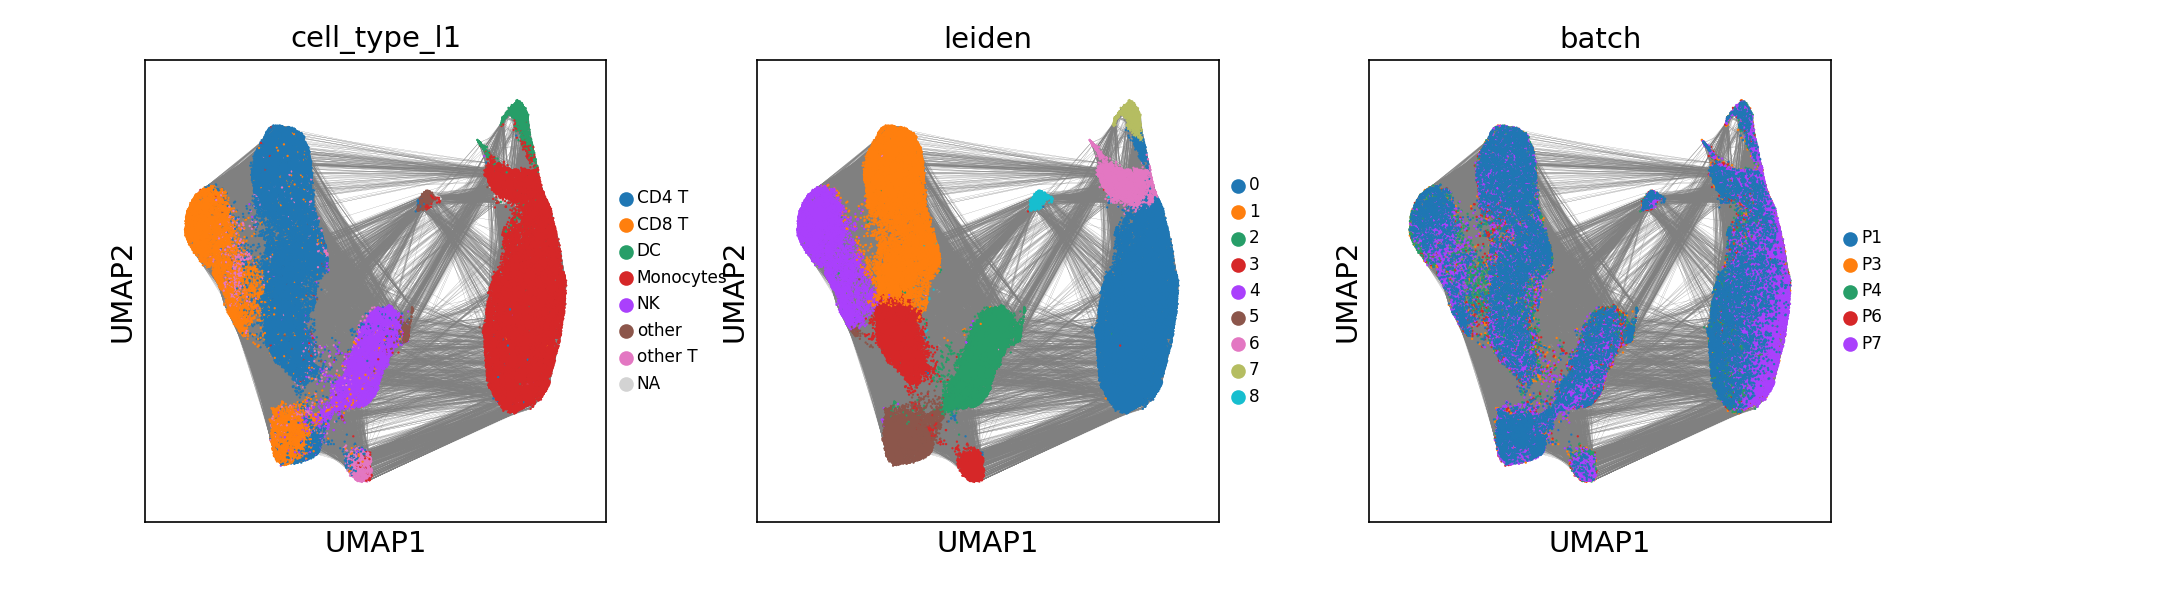 cell_type_l1
UMAP2
UMAP1
CD4 T
CD8 T
DC
Monocytes
NK
other
other T
NA
leiden
UMAP2
UMAP1
0
1
2
3
4
5
6
7
8
batch
UMAP2
UMAP1
P1
P3
P4
P6
P7